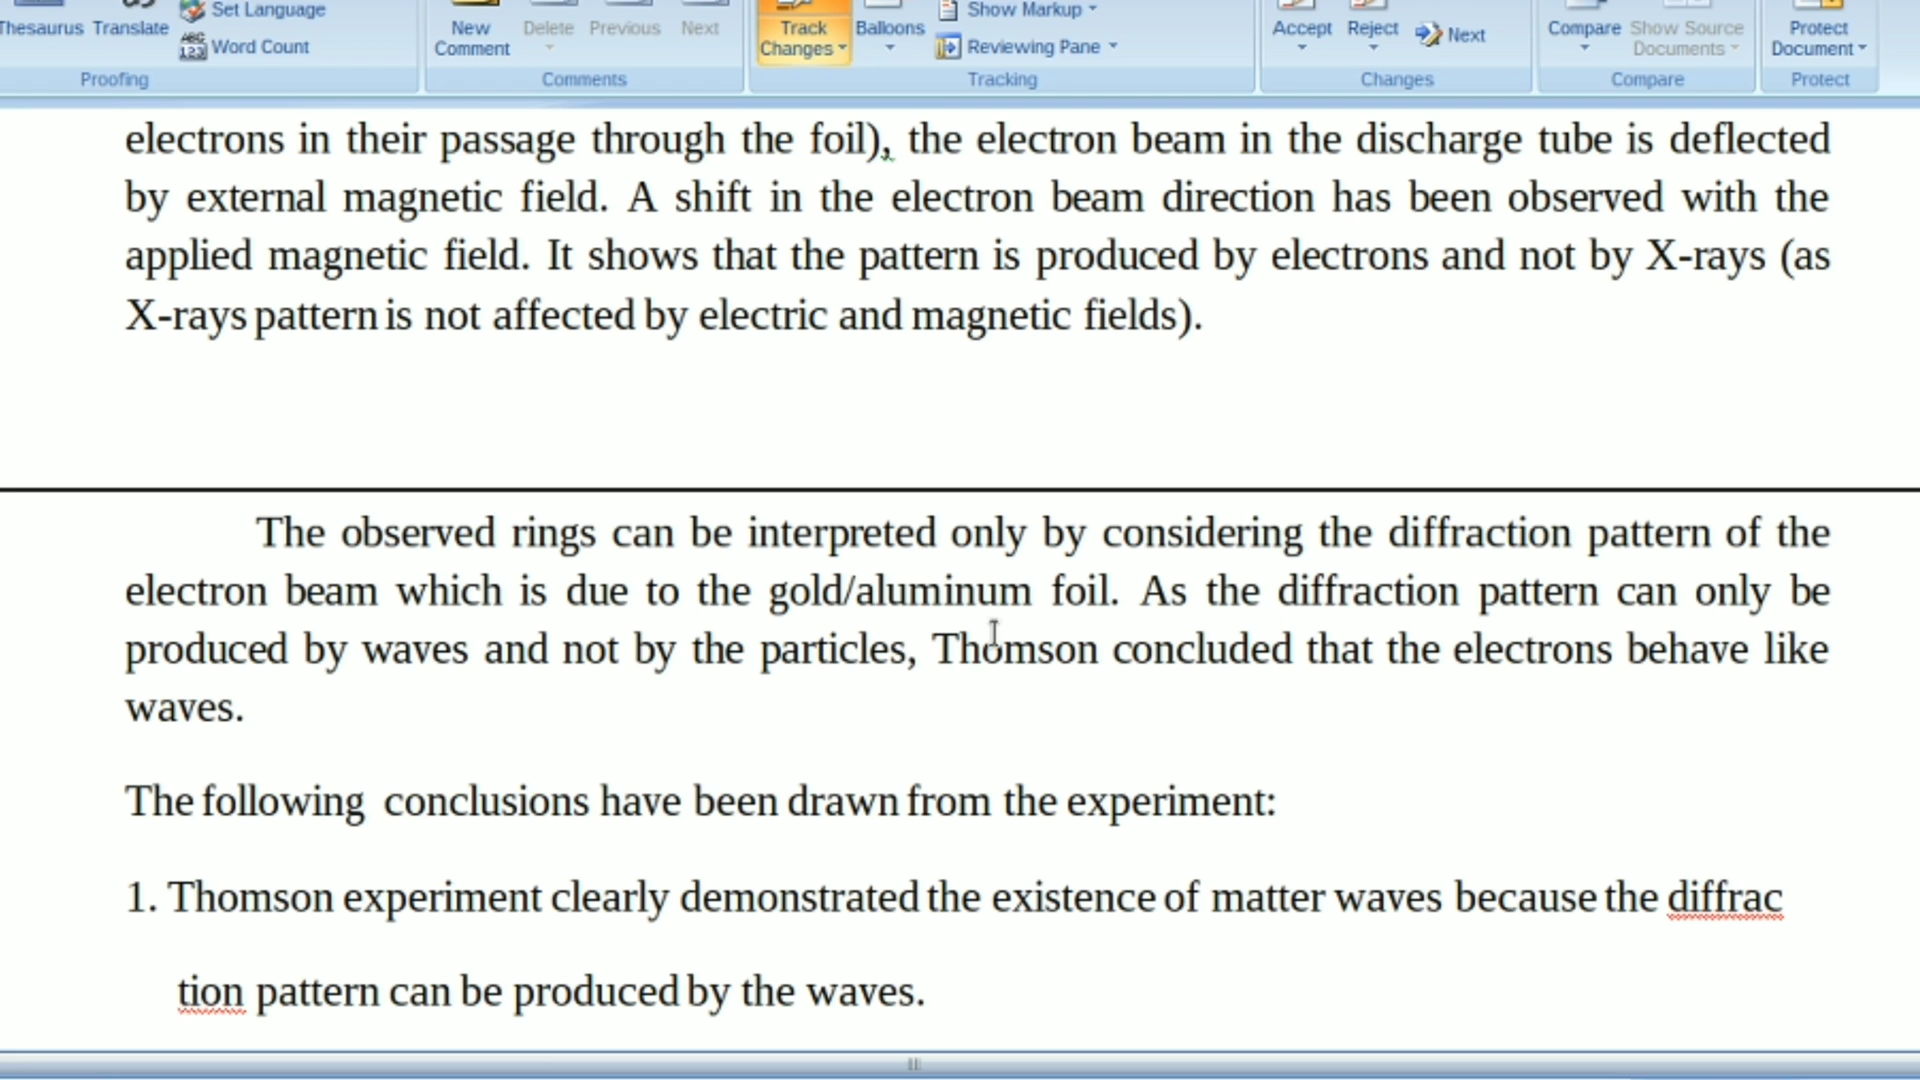 Thesaurus Translate Set Language
Word Count
Proofing
New Comment Delete Previous Next
Comments
Track Changes Balloons Show Markup
Reviewing Pane
Tracking
Accept Reject Next
Changes
Compare Show Source Documents
Compare
Protect Document
Protect
electrons in their passage through the foil), the electron beam in the discharge tube is deflected
by external magnetic field. A shift in the electron beam direction has been observed with the
applied magnetic field. It shows that the pattern is produced by electrons and not by X-rays (as
X-rays pattern is not affected by electric and magnetic fields).
The observed rings can be interpreted only by considering the diffraction pattern of the
electron beam which is due to the gold/aluminum foil. As the diffraction pattern can only be
produced by waves and not by the particles, Thomson concluded that the electrons behave like
waves.
The following conclusions have been drawn from the experiment:
1. Thomson experiment clearly demonstrated the existence of matter waves because the diffrac
tion pattern can be produced by the waves.